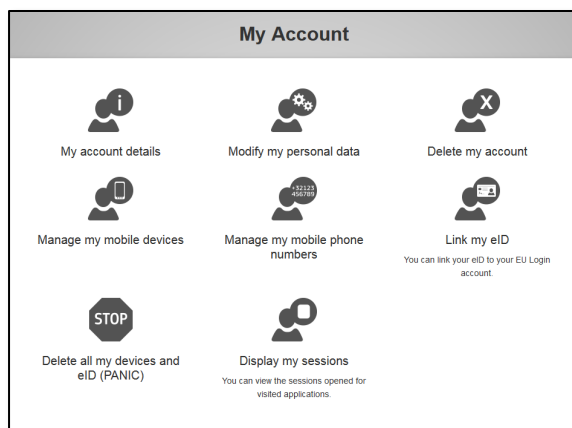 My Account
i
X
My account details
Modify my personal data
Delete my account
+32123
456789
Manage my mobile devices
Manage my mobile phone
numbers
Link my eID
You can link your eID to your EU Login
account.
STOP
Delete all my devices and
eID (PANIC)
Display my sessions
You can view the sessions opened for
visited applications.